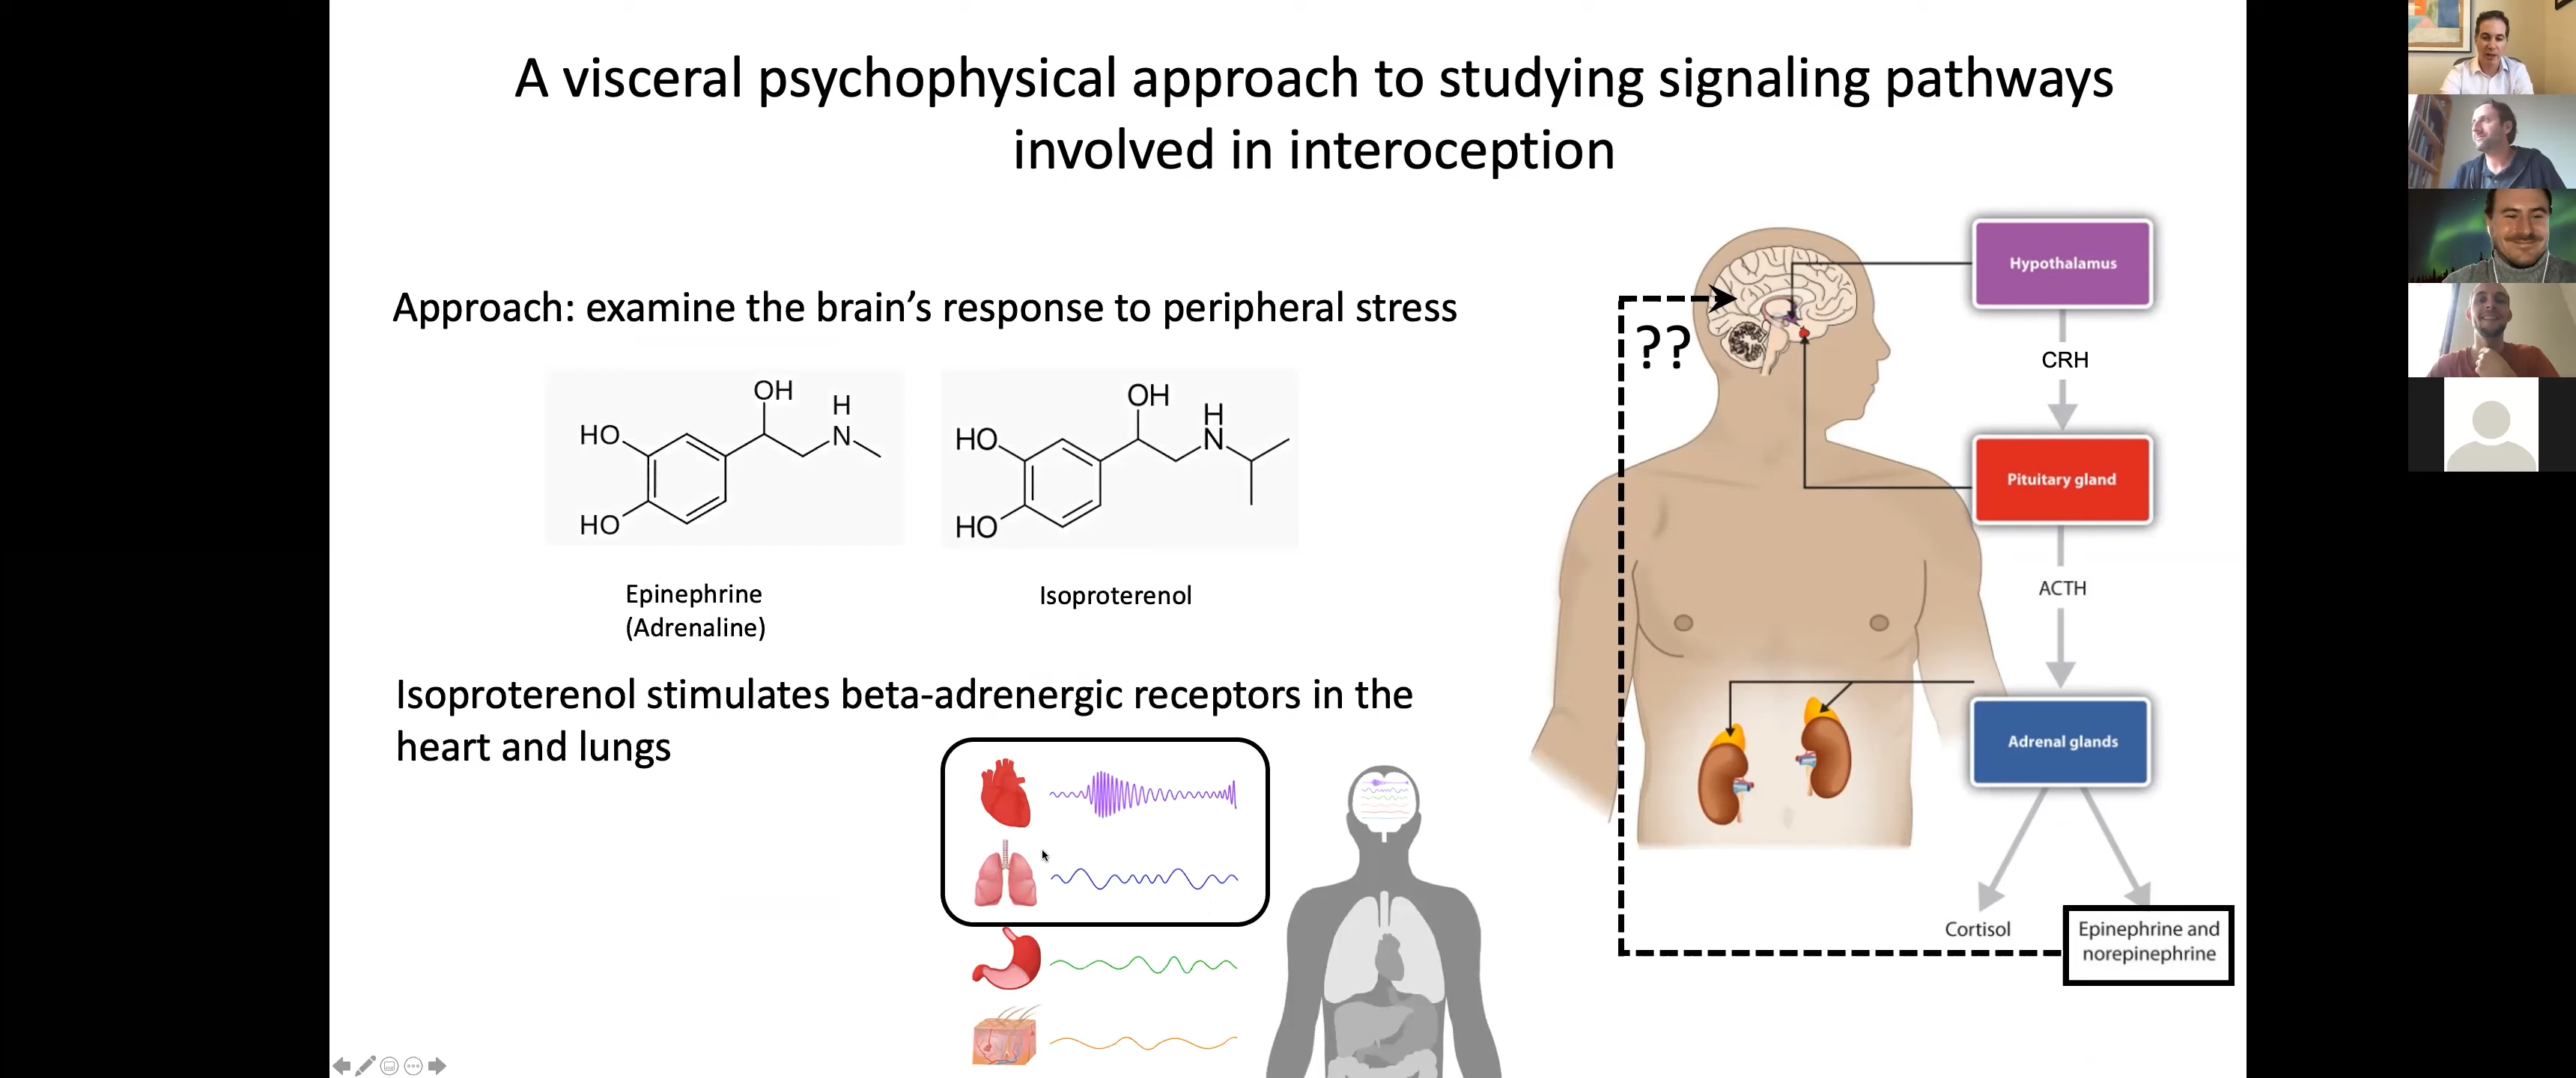 A visceral psychophysical approach to studying signaling pathways
involved in interoception
Approach: examine the brain’s response to peripheral stress
OH
H
HO
N
HO
Epinephrine
(Adrenaline)
OH
H
HO
N
HO
Isoproterenol
Isoproterenol stimulates beta-adrenergic receptors in the
heart and lungs
??
Hypothalamus
CRH
Pituitary gland
ACTH
Adrenal glands
Cortisol
Epinephrine and
norepinephrine